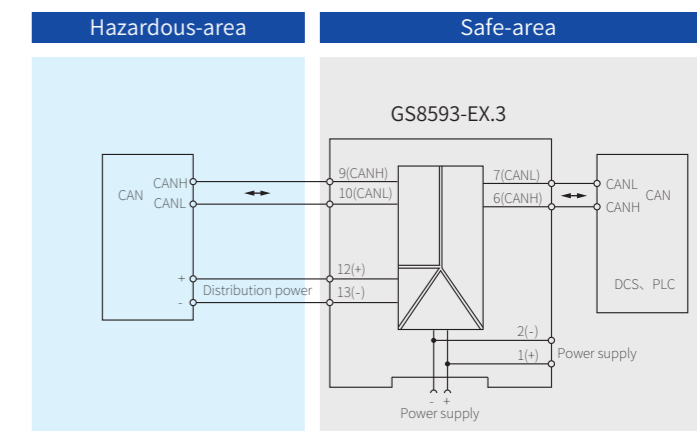 Hazardous-area
Safe-area
GS8593-EX.3
9(CANH)
10(CANL)
7(CANL)
6(CANH)
CANH
CAN
CANL
CANL
CAN
CANH
+
12(+)
Distribution power
-
13(-)
DCS、PLC
2(-)
1(+)
Power supply
- +
Power supply